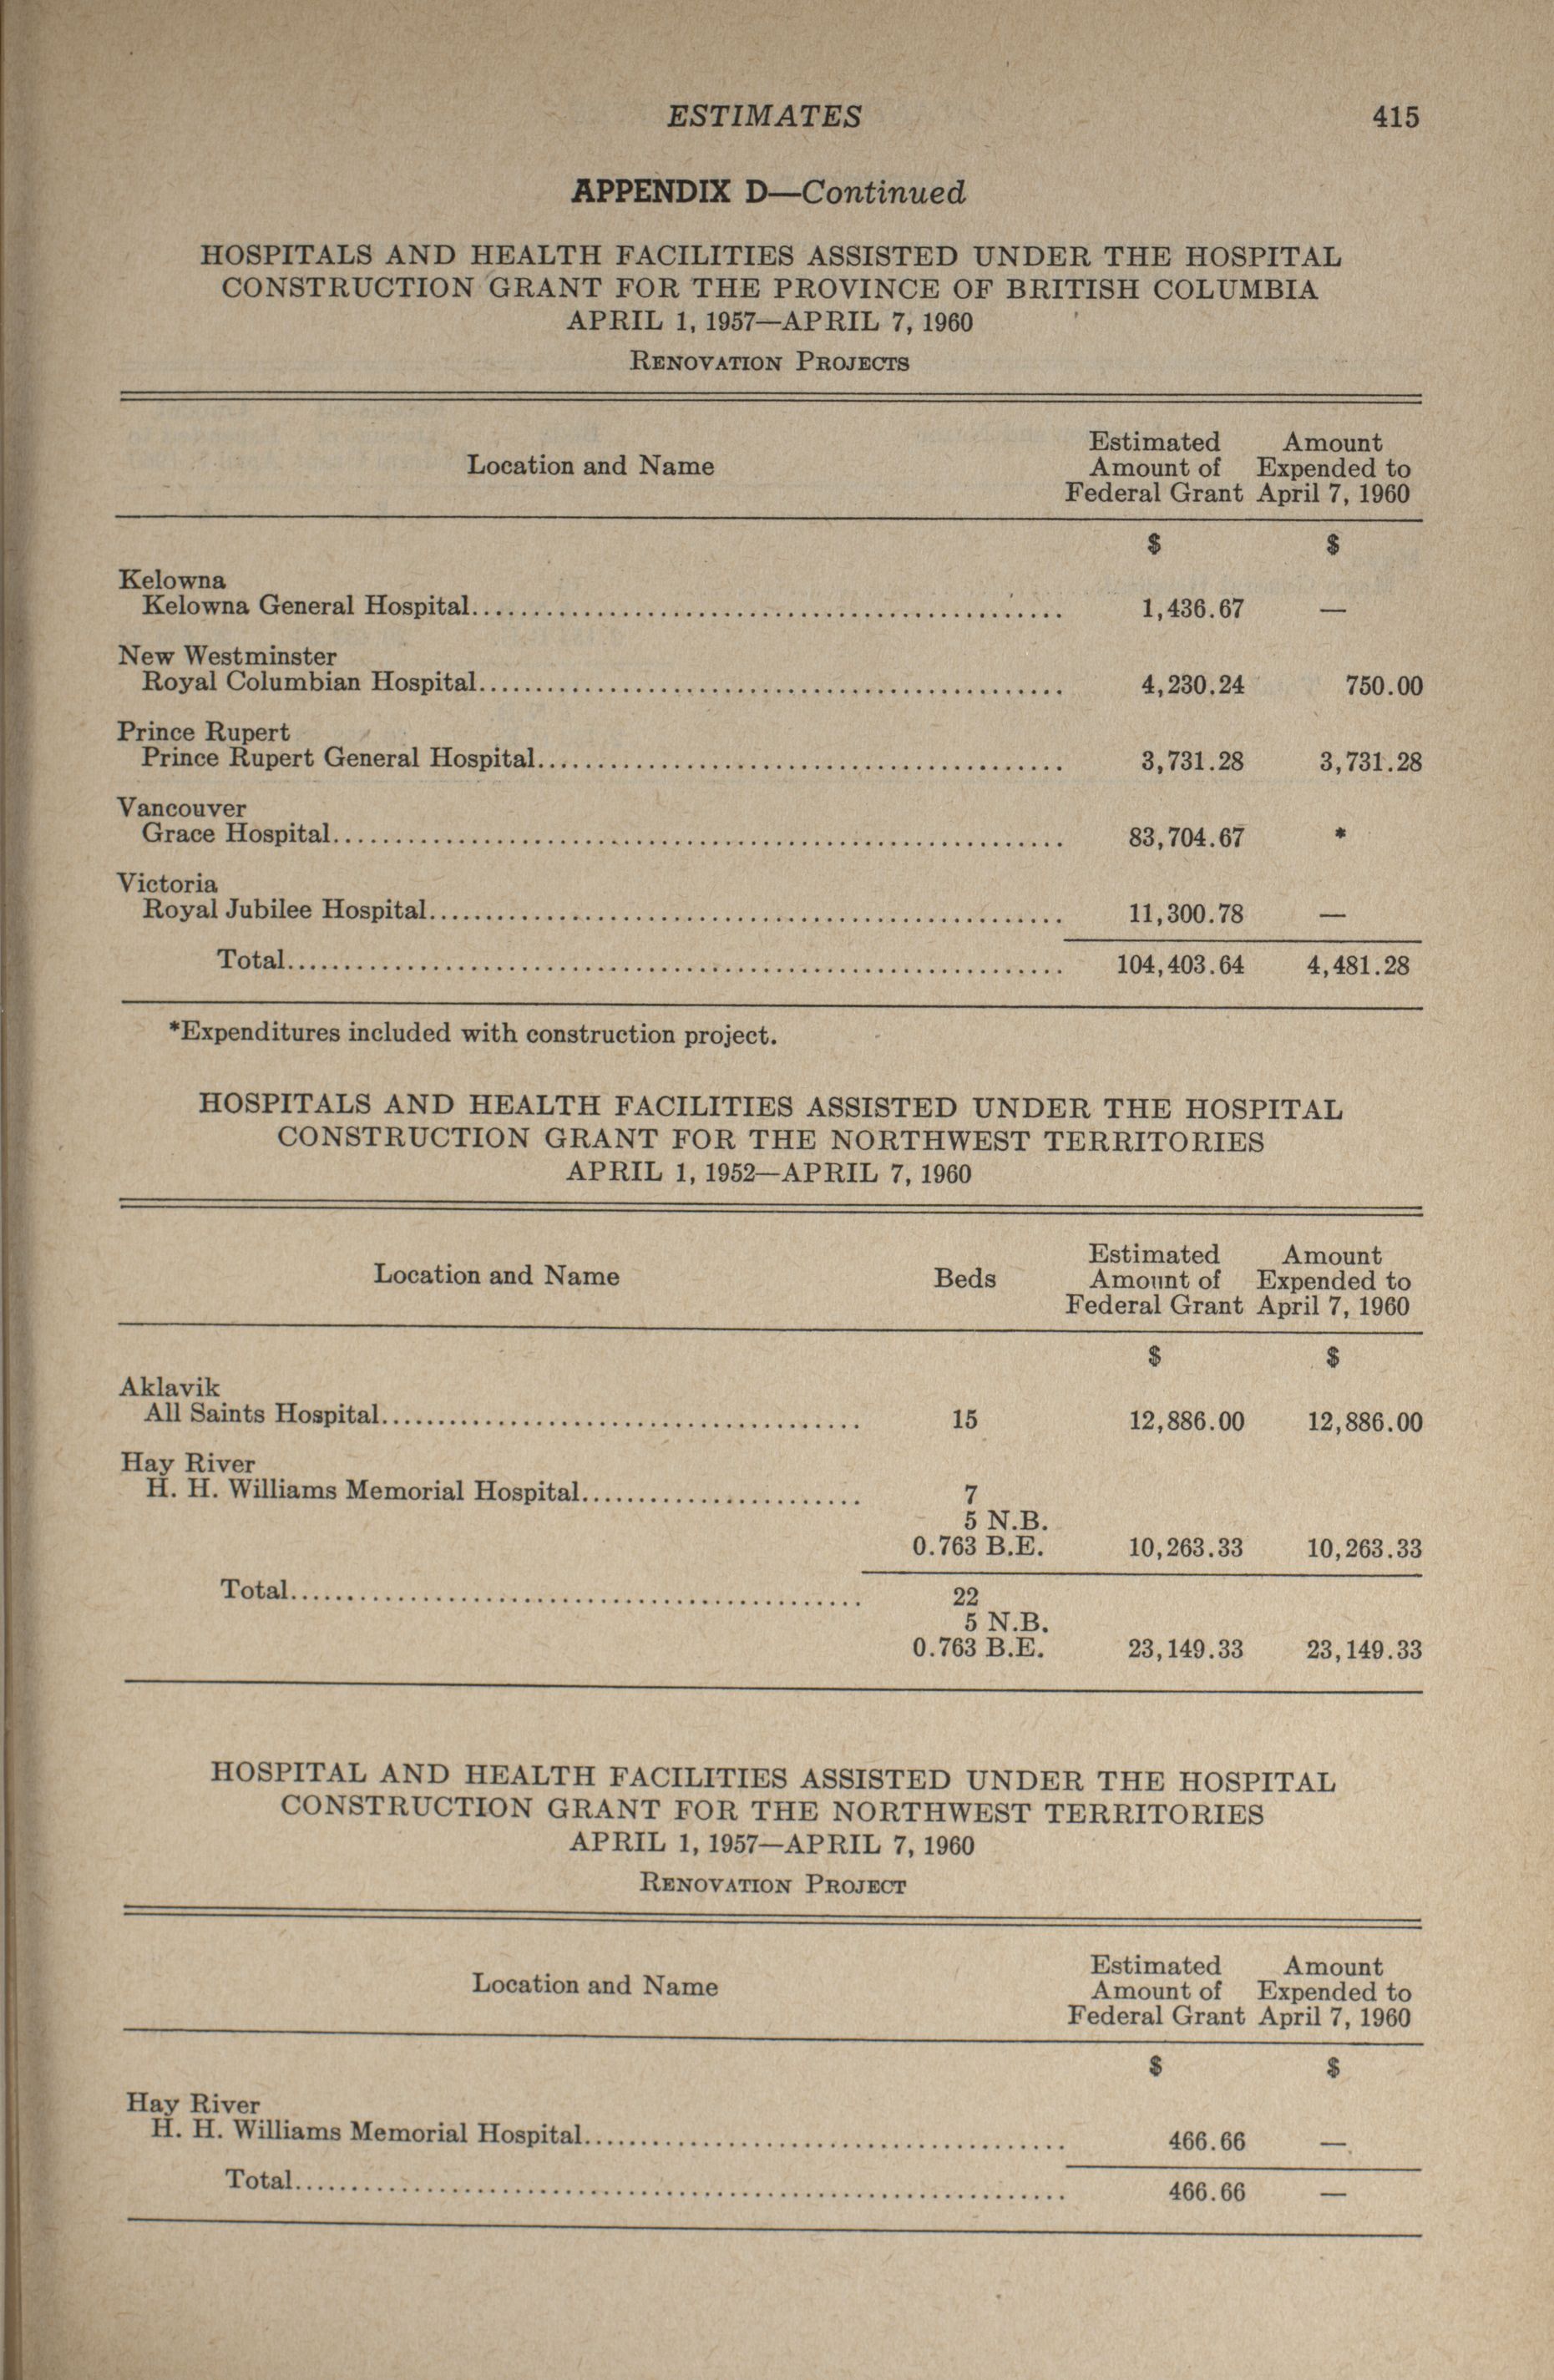 ESTIMATES 415
APPENDIX D—Continued
HOSPITALS AND HEALTH FACILITIES ASSISTED UNDER THE HOSPITAL
CONSTRUCTION GRANT FOR THE PROVINCE OF BRITISH COLUMBIA
APRIL 1, 1957—APRIL 7, 1960
RENOVATION PROJECTS
Estimated Amount
Location and Name Amount of Expended to
Federal Grant April 7, 1960
$ $
Kelowna
Kelowna General Hospital 1,436.67 —
New Westminster
Royal Columbian Hospital 4,230.24 750.00
Prince Rupert
Prince Rupert General Hospital 3,731.28 3,731.28
Vancouver
Grace Hospital 83,704.67 *
Victoria
Royal Jubilee Hospital 11,300.78 —
Total 104,403.64 4,481.28
*Expenditures included with construction project.
HOSPITALS AND HEALTH FACILITIES ASSISTED UNDER THE HOSPITAL
CONSTRUCTION GRANT FOR THE NORTHWEST TERRITORIES
APRIL 1, 1952—APRIL 7, 1960
Estimated Amount
Location and Name Beds Amount of Expended to
Federal Grant April 7, 1960
$ $
Aklavik
All Saints Hospital 15 12,886.00 12,886.00
Hay River
H. H. Williams Memorial Hospital 7
5 N.B.
0.763 B.E. 10,263.33 10,263.33
Total 22
5 N.B.
0.763 B.E. 23,149.33 23,149.33
HOSPITAL AND HEALTH FACILITIES ASSISTED UNDER THE HOSPITAL
CONSTRUCTION GRANT FOR THE NORTHWEST TERRITORIES
APRIL 1, 1957—APRIL 7, 1960
RENOVATION PROJECT
Estimated Amount
Location and Name Amount of Expended to
Federal Grant April 7, 1960
$ $
Hay River
H. H. Williams Memorial Hospital 466.66 —
Total 466.66 —